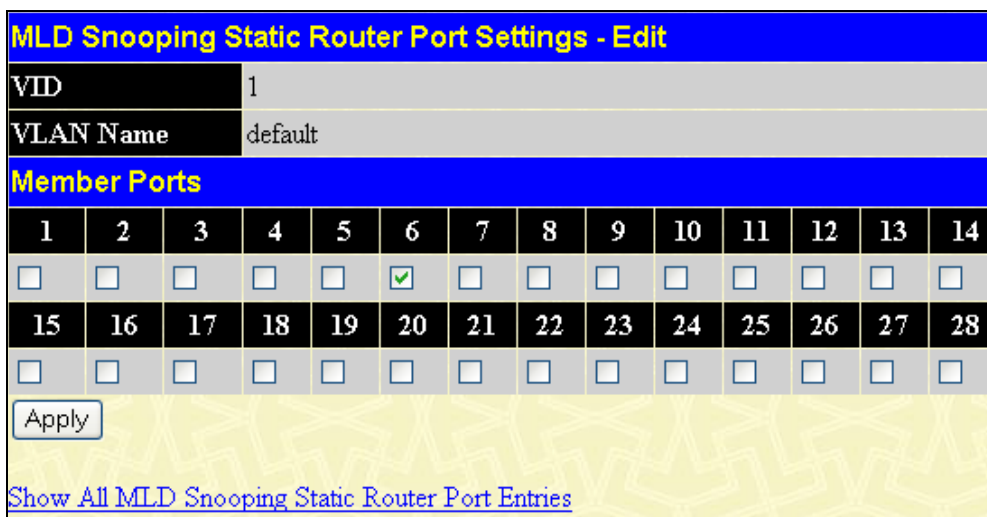 MLD Snooping Static Router Port Settings - Edit
VID 1
VLAN Name default
Member Ports
1 2 3 4 5 6 7 8 9 10 11 12 13 14
15 16 17 18 19 20 21 22 23 24 25 26 27 28
Apply
Show All MLD Snooping Static Router Port Entries